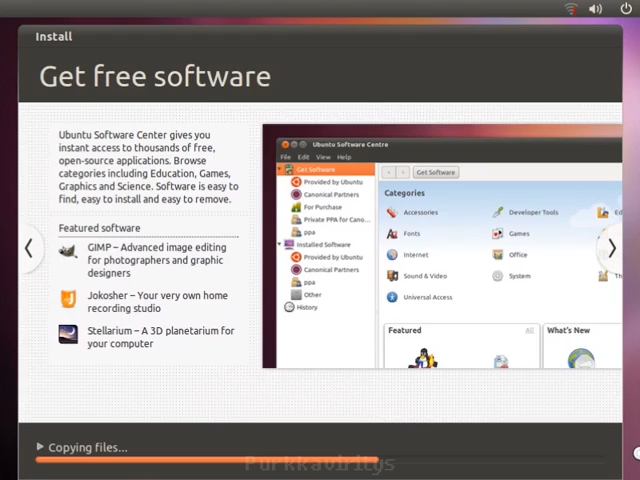 Install
Get free software
Ubuntu Software Center gives you
instant access to thousands of free,
open-source applications. Browse
categories including Education, Games,
Graphics and Science. Software is easy to
find, easy to install and easy to remove.
Featured software
GIMP – Advanced image editing
for photographers and graphic
designers
Jokosher – Your very own home
recording studio
Stellarium – A 3D planetarium for
your computer
Ubuntu Software Centre
File Edit View Help
Get Software
Provided by Ubuntu
Canonical Partners
For Purchase
Private PPA for Cano...
ppa
Installed Software
Provided by Ubuntu
Canonical Partners
ppa
Other
History
Get Software
Categories
Accessories
Developer Tools
Fonts
Games
Internet
Office
Sound & Video
System
Universal Access
Featured
All
What's New
Copying files...
Purkkaviritys